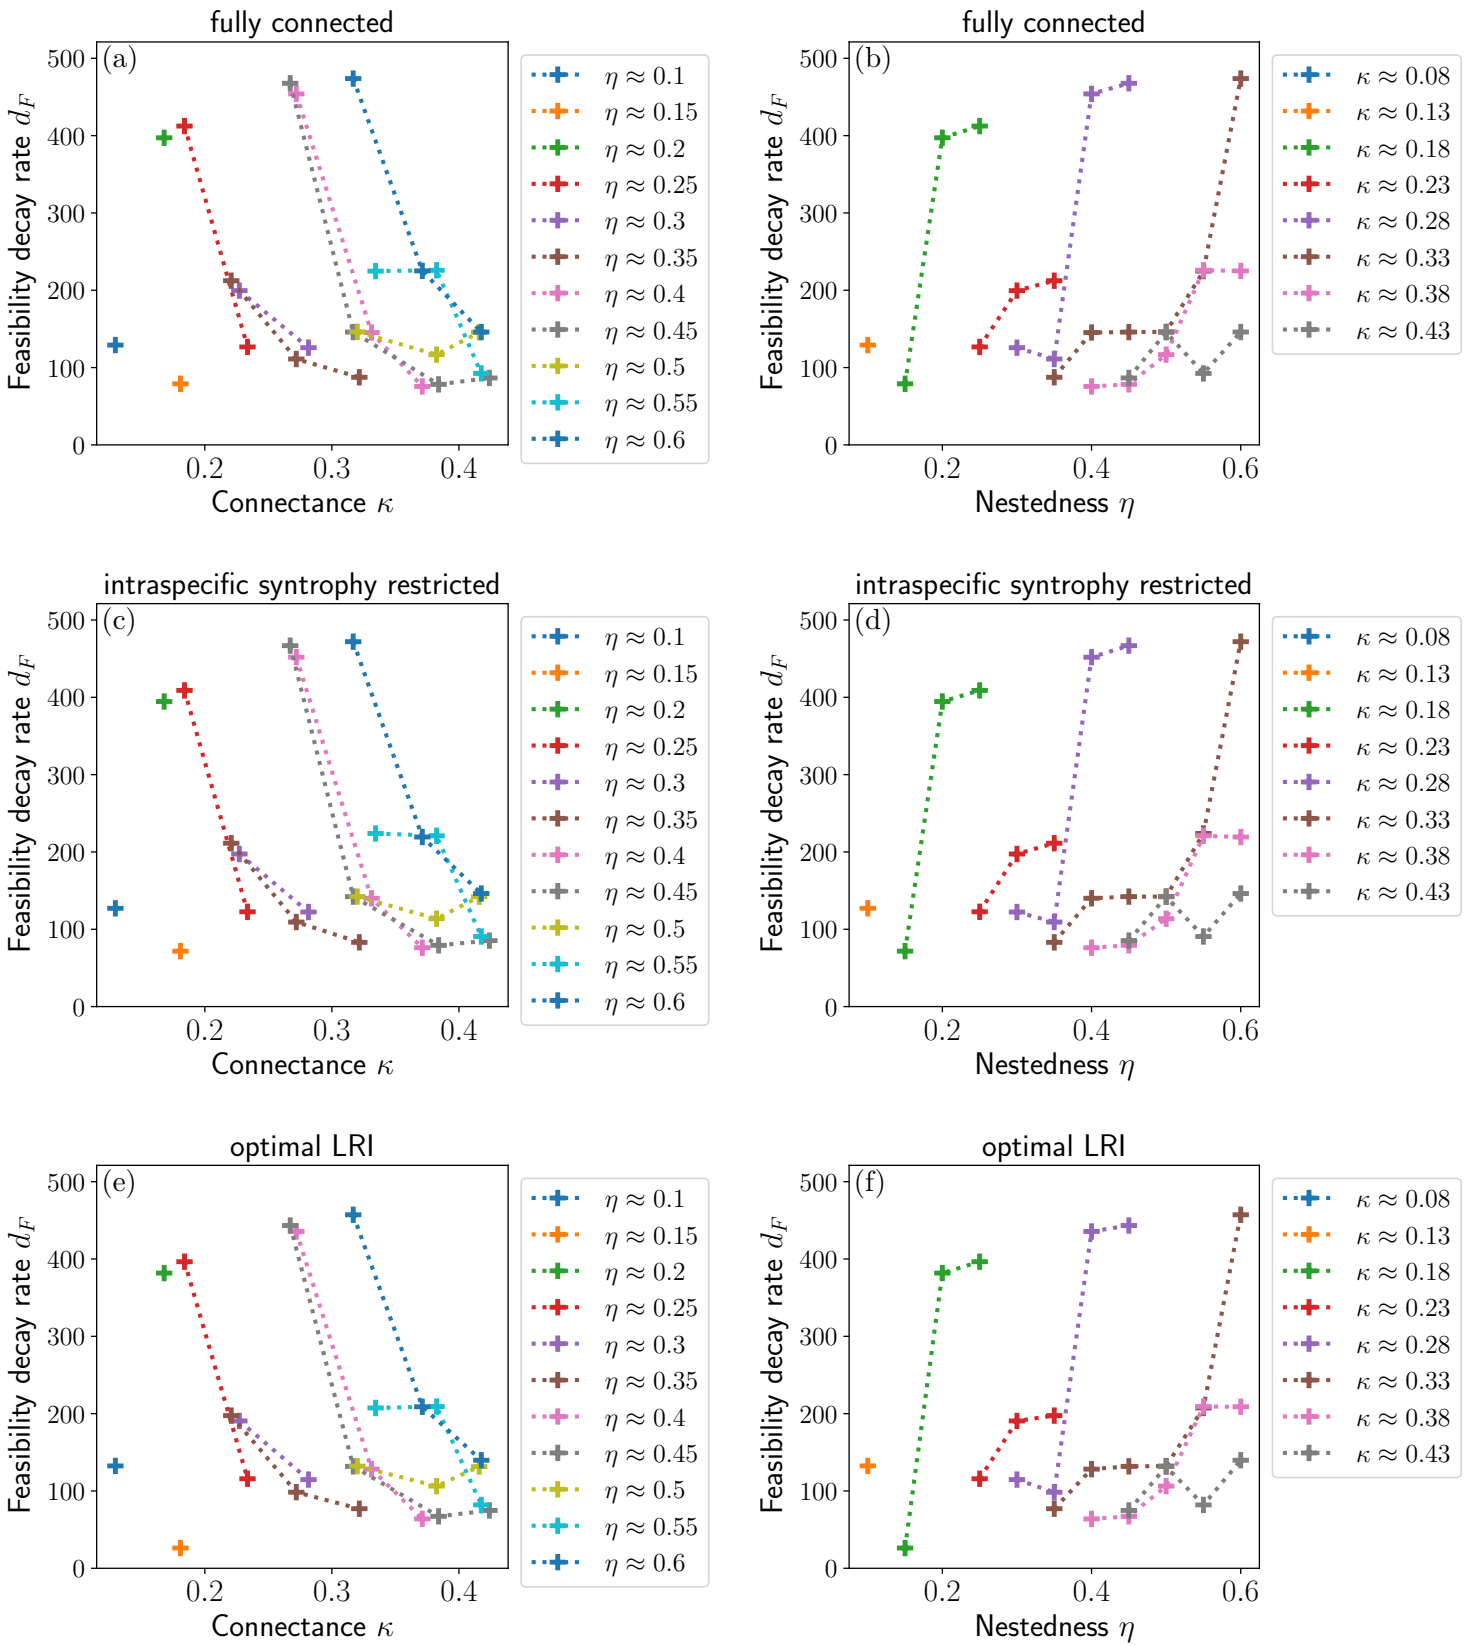 fully connected
(a)
500
400
300
200
100
0
Feasibility decay rate d_F
0.2 0.3 0.4
Connectance κ
η ≈ 0.1
η ≈ 0.15
η ≈ 0.2
η ≈ 0.25
η ≈ 0.3
η ≈ 0.35
η ≈ 0.4
η ≈ 0.45
η ≈ 0.5
η ≈ 0.55
η ≈ 0.6
fully connected
(b)
500
400
300
200
100
0
Feasibility decay rate d_F
0.2 0.4 0.6
Nestedness η
κ ≈ 0.08
κ ≈ 0.13
κ ≈ 0.18
κ ≈ 0.23
κ ≈ 0.28
κ ≈ 0.33
κ ≈ 0.38
κ ≈ 0.43
intraspecific syntrophy restricted
(c)
500
400
300
200
100
0
Feasibility decay rate d_F
0.2 0.3 0.4
Connectance κ
η ≈ 0.1
η ≈ 0.15
η ≈ 0.2
η ≈ 0.25
η ≈ 0.3
η ≈ 0.35
η ≈ 0.4
η ≈ 0.45
η ≈ 0.5
η ≈ 0.55
η ≈ 0.6
intraspecific syntrophy restricted
(d)
500
400
300
200
100
0
Feasibility decay rate d_F
0.2 0.4 0.6
Nestedness η
κ ≈ 0.08
κ ≈ 0.13
κ ≈ 0.18
κ ≈ 0.23
κ ≈ 0.28
κ ≈ 0.33
κ ≈ 0.38
κ ≈ 0.43
optimal LRI
(e)
500
400
300
200
100
0
Feasibility decay rate d_F
0.2 0.3 0.4
Connectance κ
η ≈ 0.1
η ≈ 0.15
η ≈ 0.2
η ≈ 0.25
η ≈ 0.3
η ≈ 0.35
η ≈ 0.4
η ≈ 0.45
η ≈ 0.5
η ≈ 0.55
η ≈ 0.6
optimal LRI
(f)
500
400
300
200
100
0
Feasibility decay rate d_F
0.2 0.4 0.6
Nestedness η
κ ≈ 0.08
κ ≈ 0.13
κ ≈ 0.18
κ ≈ 0.23
κ ≈ 0.28
κ ≈ 0.33
κ ≈ 0.38
κ ≈ 0.43